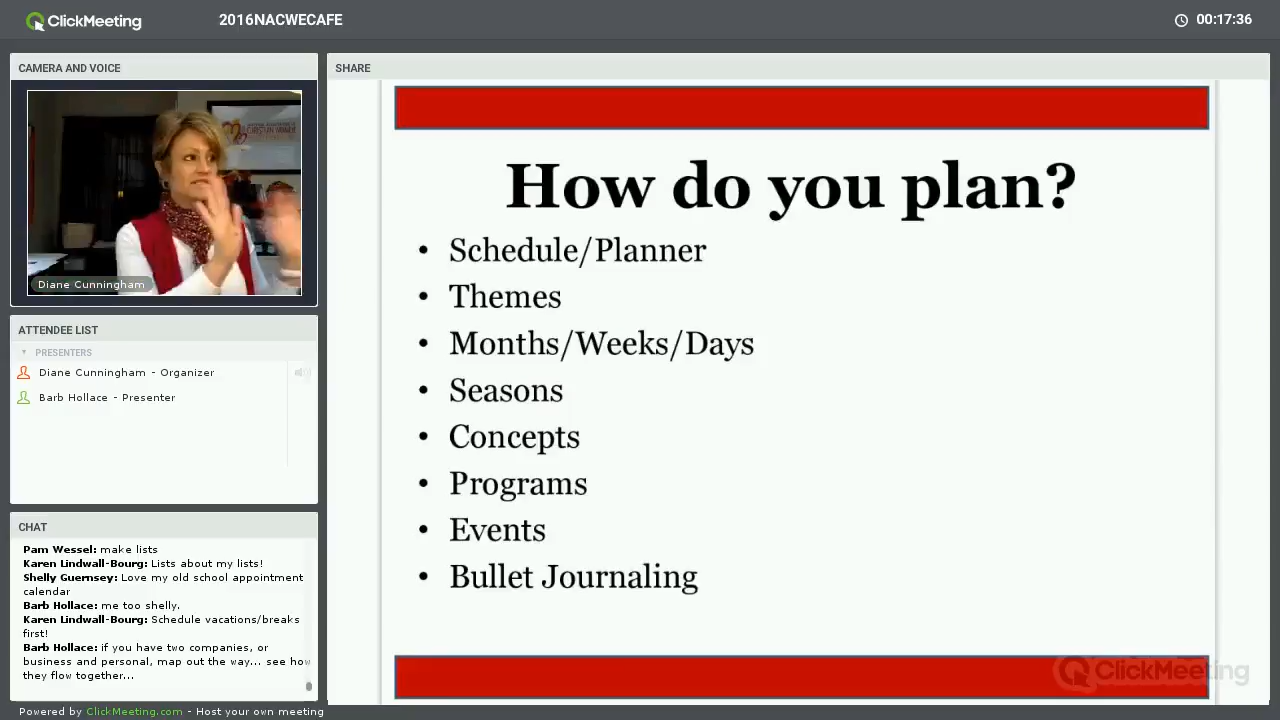 ClickMeeting
2016NACWECAFE
00:17:36
CAMERA AND VOICE
Diane Cunningham
ATTENDEE LIST
PRESENTERS
Diane Cunningham - Organizer
Barb Hollace - Presenter
CHAT
Pam Wessel: make lists
Karen Lindwall-Bourg: Lists about my lists!
Shelly Guernsey: Love my old school appointment
calendar
Barb Hollace: me too shelly.
Karen Lindwall-Bourg: Schedule vacations/breaks
first!
Barb Hollace: if you have two companies, or
business and personal, map out the way... see how
they flow together...
Powered by ClickMeeting.com - Host your own meeting
SHARE
How do you plan?
• Schedule/Planner
• Themes
• Months/Weeks/Days
• Seasons
• Concepts
• Programs
• Events
• Bullet Journaling
ClickMeeting